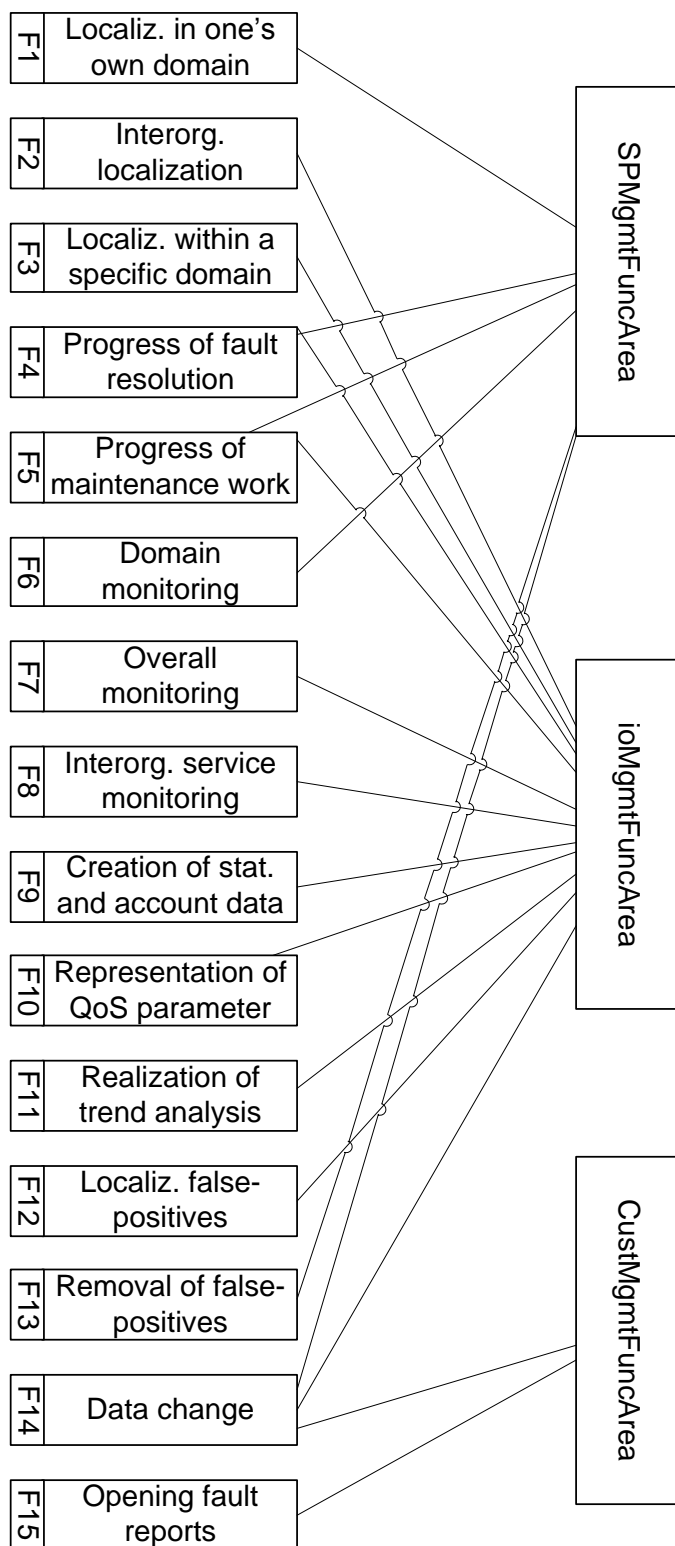 F1
Localiz. in one's
own domain
F2
Interorg.
localization
F3
Localiz. within a
specific domain
F4
Progress of fault
resolution
F5
Progress of
maintenance work
F6
Domain
monitoring
F7
Overall
monitoring
F8
Interorg. service
monitoring
F9
Creation of stat.
and account data
F10
Representation of
QoS parameter
F11
Realization of
trend analysis
F12
Localiz. false-
positives
F13
Removal of false-
positives
F14
Data change
F15
Opening fault
reports
SPMgmtFuncArea
ioMgmtFuncArea
CustMgmtFuncArea